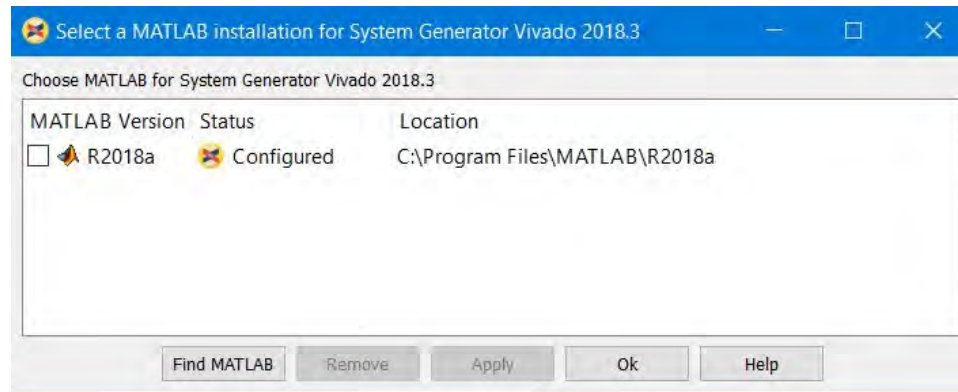 Select a MATLAB installation for System Generator Vivado 2018.3
Choose MATLAB for System Generator Vivado 2018.3
MATLAB Version Status Location
R2018a Configured C:\Program Files\MATLAB\R2018a
Find MATLAB Remove Apply Ok Help